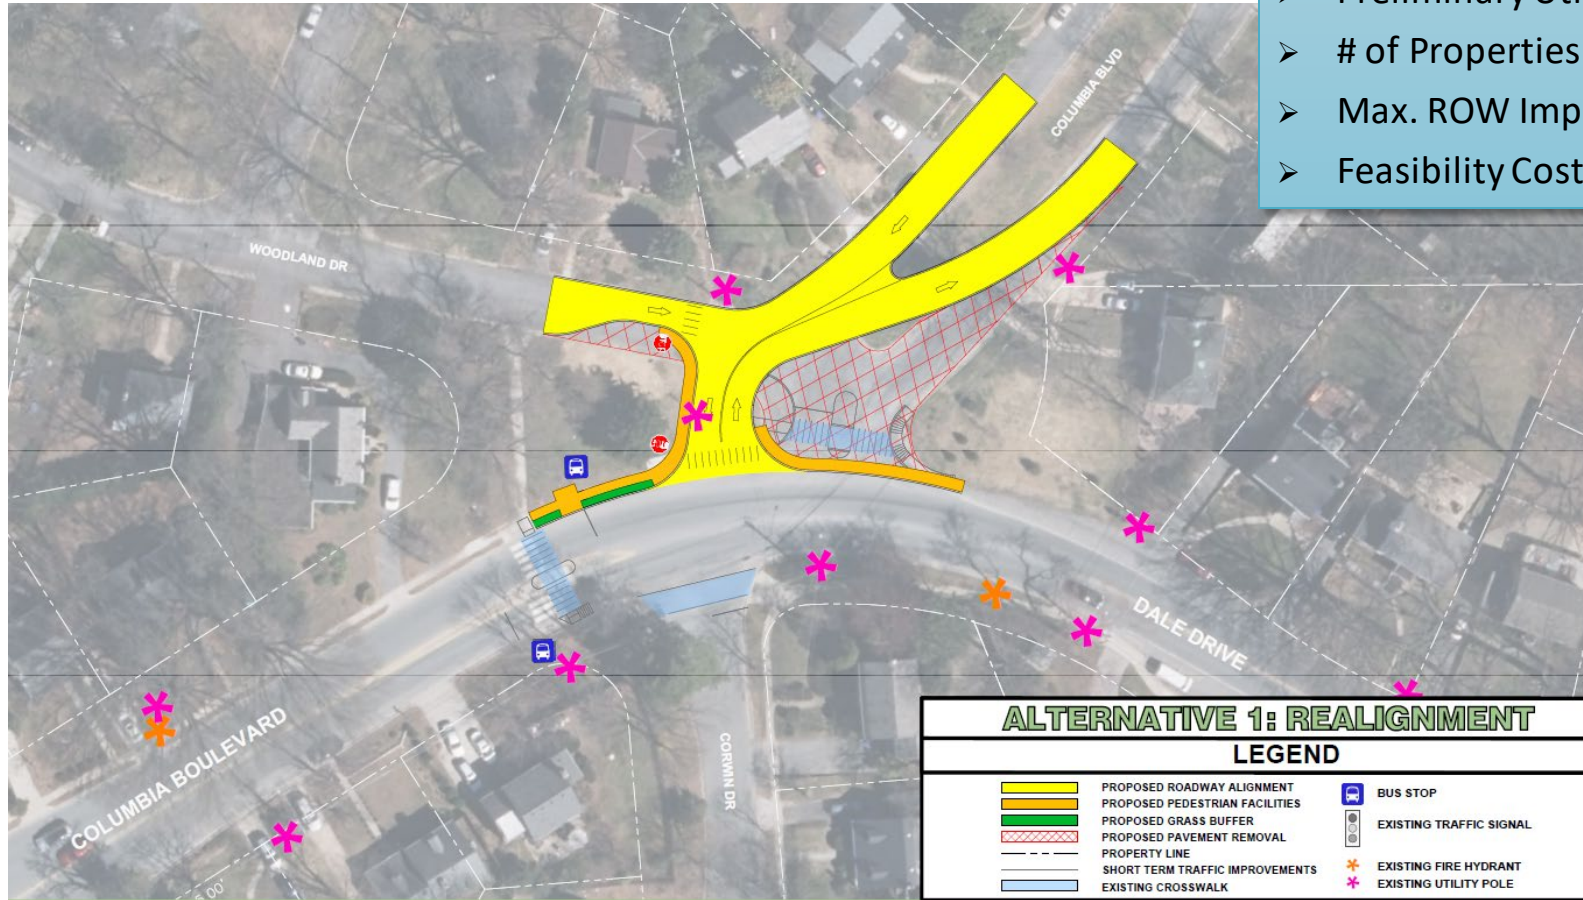 Preliminary
# of Properties
Max. ROW Imp
Feasibility Cost
COLUMBIA BLVD
WOODLAND DR
DALE DRIVE
COLUMBIA BOULEVARD
CORWIN DR
ALTERNATIVE 1: REALIGNMENT
LEGEND
PROPOSED ROADWAY ALIGNMENT
PROPOSED PEDESTRIAN FACILITIES
PROPOSED GRASS BUFFER
PROPOSED PAVEMENT REMOVAL
PROPERTY LINE
SHORT TERM TRAFFIC IMPROVEMENTS
EXISTING CROSSWALK
BUS STOP
EXISTING TRAFFIC SIGNAL
EXISTING FIRE HYDRANT
EXISTING UTILITY POLE